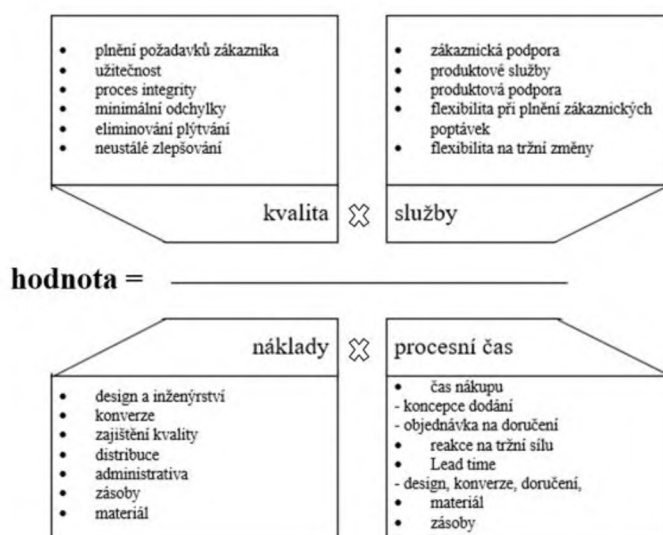 • plnění požadavků zákazníka
• užitečnost
• proces integrity
• minimální odchylky
• eliminování plýtvání
• neustálé zlepšování
kvalita
• zákaznická podpora
• produktové služby
• produktová podpora
• flexibilita při plnění zákaznických
poptávek
• flexibilita na tržní změny
služby
hodnota =
náklady
• design a inženýrství
• konverze
• zajištění kvality
• distribuce
• administrativa
• zásoby
• materiál
procesní čas
• čas nákupu
- koncepce dodání
- objednávka na doručení
• reakce na tržní sílu
• Lead time
- design, konverze, doručení,
• materiál
• zásoby